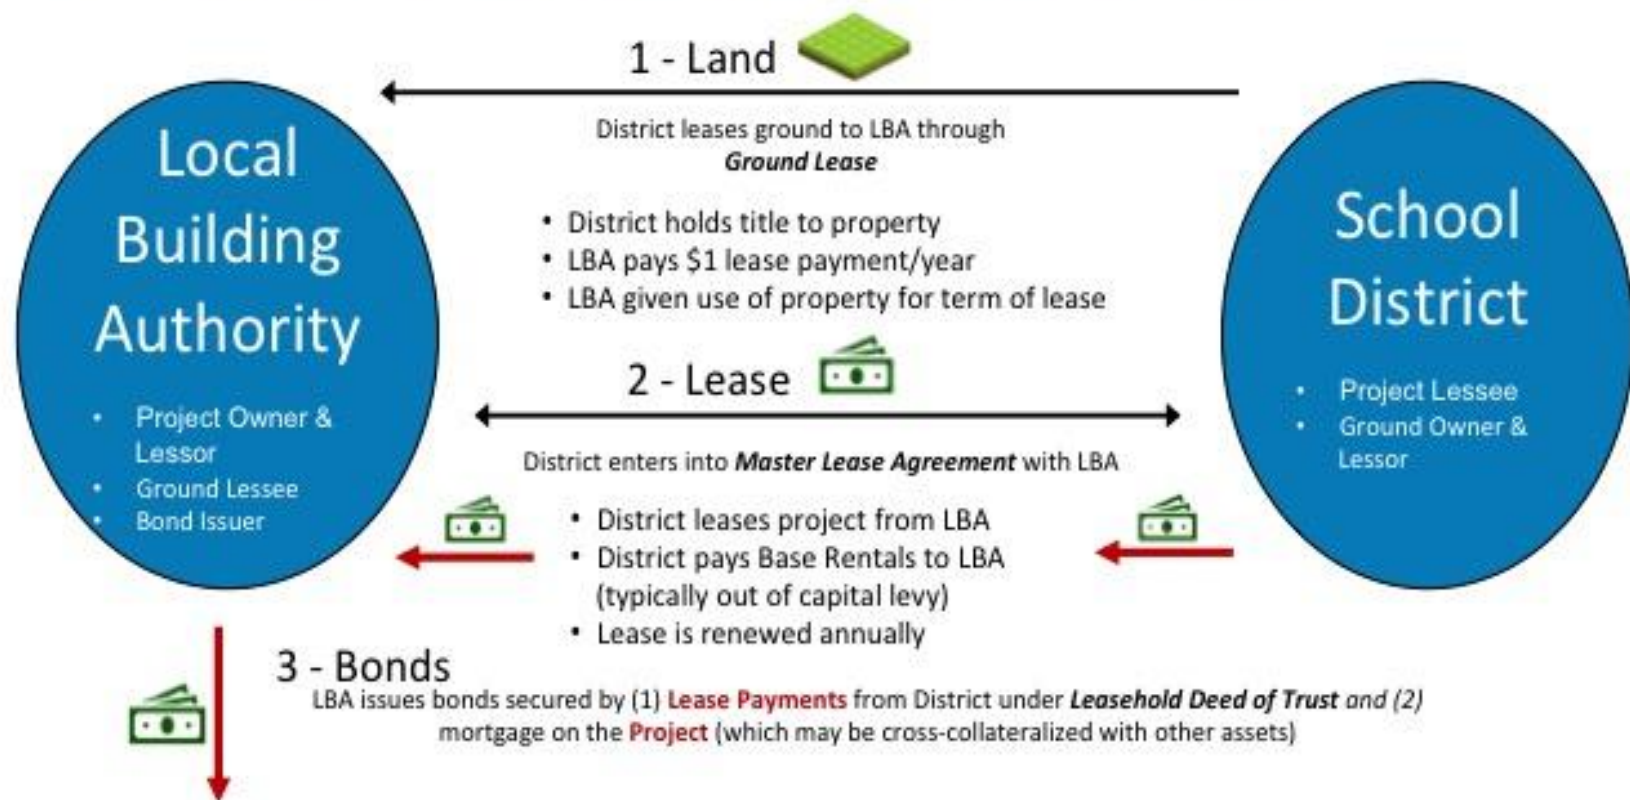 1 - Land
District leases ground to LBA through
Ground Lease
• District holds title to property
• LBA pays $1 lease payment/year
• LBA given use of property for term of lease
Local
Building
Authority
• Project Owner &
Lessor
• Ground Lessee
• Bond Issuer
School
District
• Project Lessee
• Ground Owner &
Lessor
2 - Lease
District enters into Master Lease Agreement with LBA
• District leases project from LBA
• District pays Base Rentals to LBA
(typically out of capital levy)
• Lease is renewed annually
3 - Bonds
LBA issues bonds secured by (1) Lease Payments from District under Leasehold Deed of Trust and (2)
mortgage on the Project (which may be cross-collateralized with other assets)